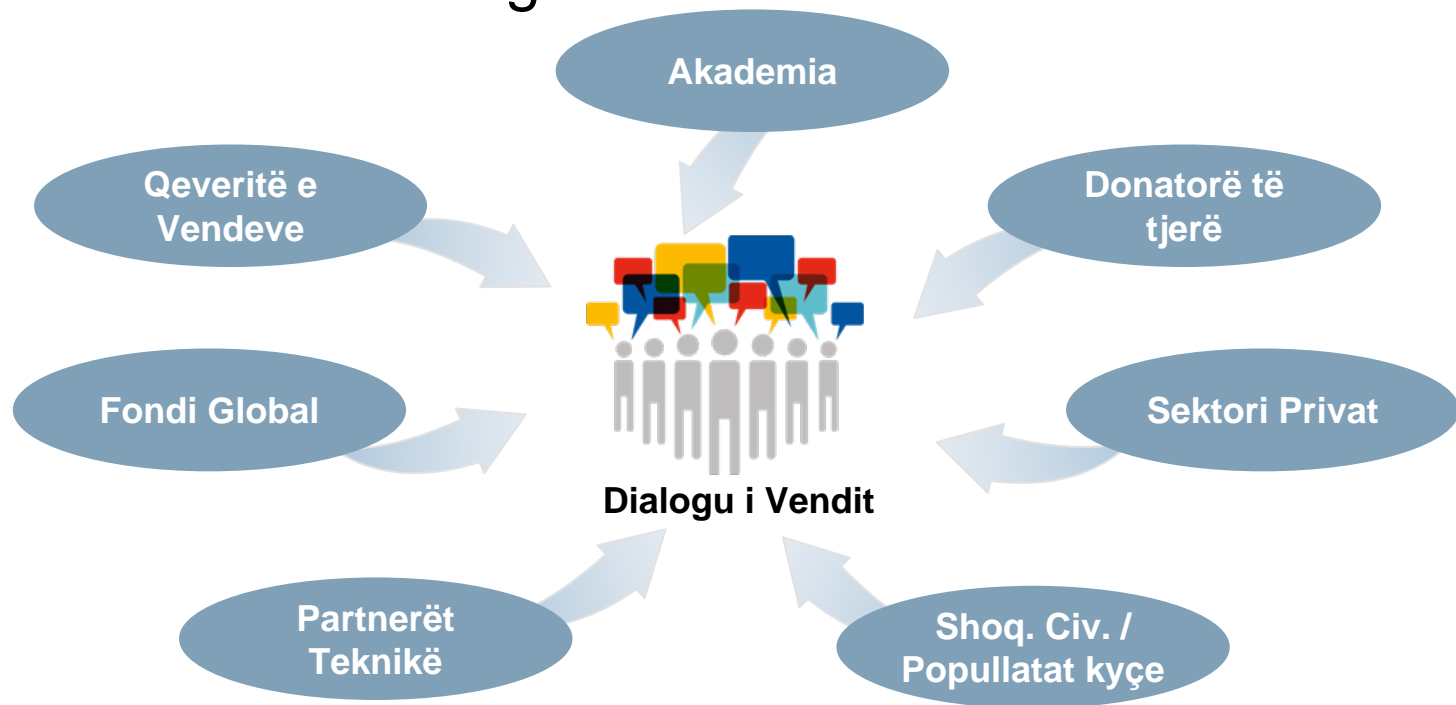 Akademia
Qeveritë e
Vendeve
Donatorë të
tjerë
Fondi Global
Sektori Privat
Dialogu i Vendit
Partnerët
Teknikë
Shoq. Civ. /
Popullatat kyçe